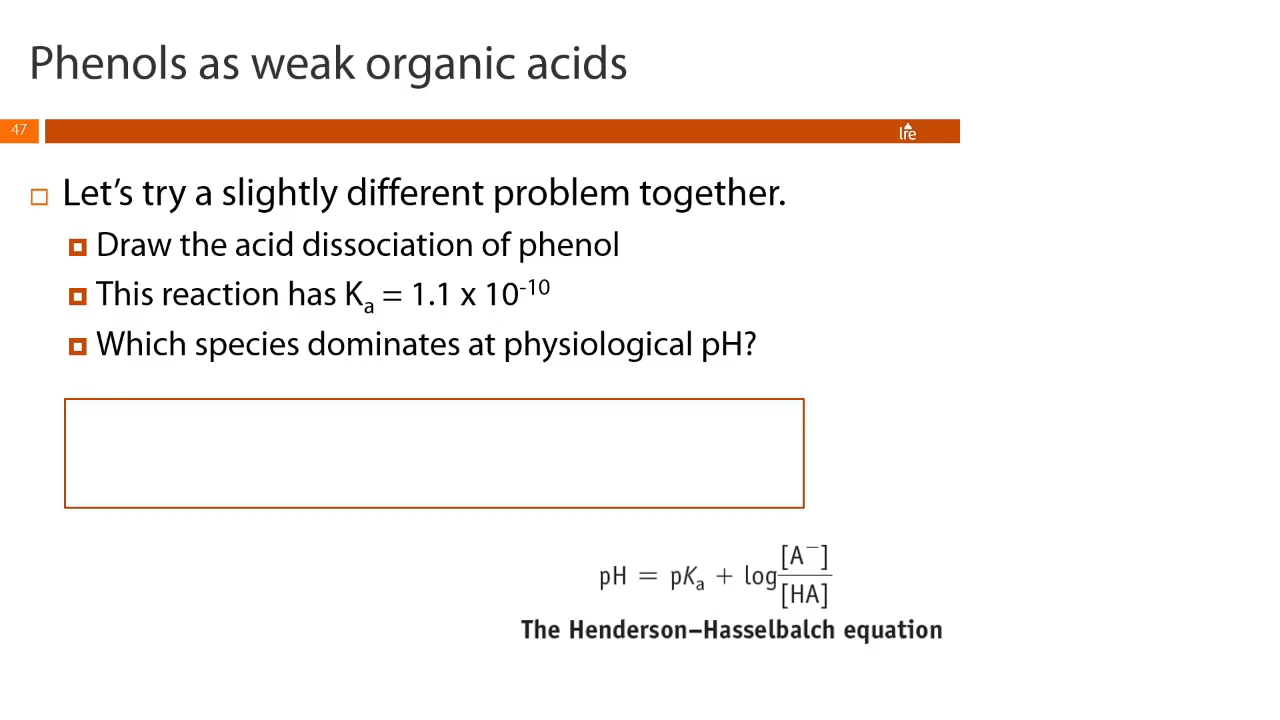 Phenols as weak organic acids
47
lre
Let's try a slightly different problem together.
Draw the acid dissociation of phenol
This reaction has Kₐ = 1.1 x 10⁻¹⁰
Which species dominates at physiological pH?
pH = pKₐ + log [A⁻] / [HA]
The Henderson–Hasselbalch equation